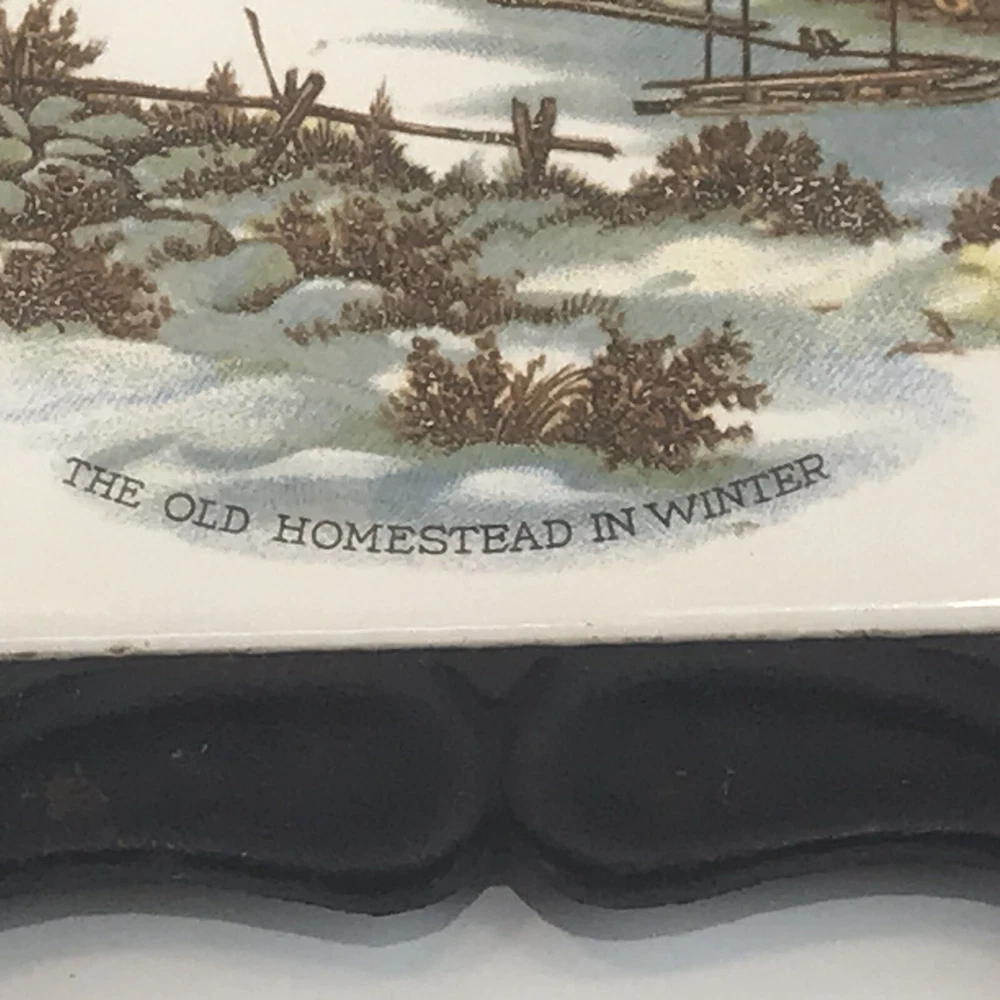 THE OLD HOMESTEAD IN WINTER